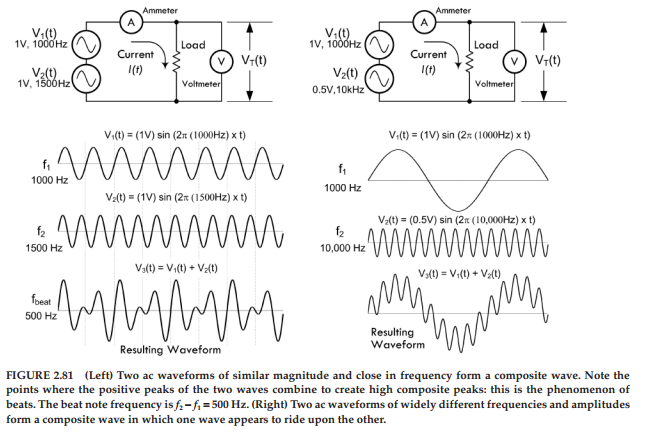 Ammeter
A
V₁(t)
1V, 1000Hz
Load
Current
I(t)
V
V_T(t)
V₂(t)
1V, 1500Hz
Voltmeter
Ammeter
A
V₁(t)
1V, 1000Hz
Load
Current
I(t)
V
V_T(t)
V₂(t)
0.5V,10kHz
Voltmeter
V₁(t) = (1V) sin (2π (1000Hz) x t)
f₁
1000 Hz
V₂(t) = (1V) sin (2π (1500Hz) x t)
f₂
1500 Hz
V₃(t) = V₁(t) + V₂(t)
fbeat
500 Hz
Resulting Waveform
V₁(t) = (1V) sin (2π (1000Hz) x t)
f₁
1000 Hz
V₂(t) = (0.5V) sin (2π (10,000Hz) x t)
f₂
10,000 Hz
V₃(t) = V₁(t) + V₂(t)
Resulting
Waveform
FIGURE 2.81 (Left) Two ac waveforms of similar magnitude and close in frequency form a composite wave. Note the
points where the positive peaks of the two waves combine to create high composite peaks: this is the phenomenon of
beats. The beat note frequency is f₂ – f₁ = 500 Hz. (Right) Two ac waveforms of widely different frequencies and amplitudes
form a composite wave in which one wave appears to ride upon the other.